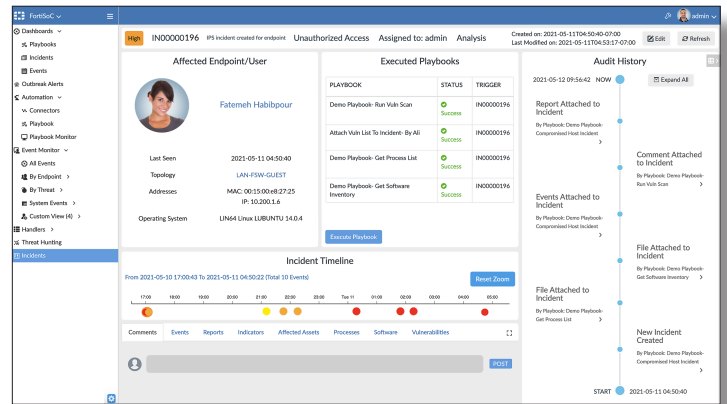 FortiSoC
admin
Dashboards
Playbooks
Incidents
Events
Outbreak Alerts
Automation
Connectors
Playbook
Playbook Monitor
Event Monitor
All Events
By Endpoint
By Threat
System Events
Custom View (4)
Handlers
Threat Hunting
Incidents
High IN00000196 IPS incident created for endpoint Unauthorized Access Assigned to: admin Analysis
Created on: 2021-05-11T04:50:40-07:00
Last Modified on: 2021-05-11T04:53:17-07:00
Edit Refresh
Affected Endpoint/User
Fatemeh Habibpour
Last Seen 2021-05-11 04:50:40
Topology LAN-FSW-GUEST
Addresses MAC: 00:15:00:e8:27:25
IP: 10.200.1.6
Operating System LIN64 Linux LUBUNTU 14.0.4
Executed Playbooks
PLAYBOOK STATUS TRIGGER
Demo Playbook- Run Vuln Scan Success IN00000196
Attach Vuln List To Incident- By Ali Success IN00000196
Demo Playbook- Get Process List Success IN00000196
Demo Playbook- Get Software Inventory Success IN00000196
Execute Playbook
Incident Timeline
From 2021-05-10 17:00:43 To 2021-05-11 04:50:22 (Total 10 Events)
Reset Zoom
17:00 18:00 19:00 20:00 21:00 22:00 23:00 Tue 11 01:00 02:00 03:00 04:00 05:00
Comments Events Reports Indicators Affected Assets Processes Software Vulnerabilities
POST
Audit History
2021-05-12 09:56:42 NOW
Expand All
Report Attached to
Incident
By Playbook: Demo Playbook-
Compromised Host Incident
Comment Attached
to Incident
By Playbook: Demo Playbook-
Run Vuln Scan
Events Attached to
Incident
By Playbook: Demo Playbook-
Compromised Host Incident
File Attached to
Incident
By Playbook: Demo Playbook-
Get Software Inventory
File Attached to
Incident
By Playbook: Demo Playbook-
Get Process List
New Incident
Created
By Playbook: Demo Playbook-
Compromised Host Incident
START 2021-05-11 04:50:40